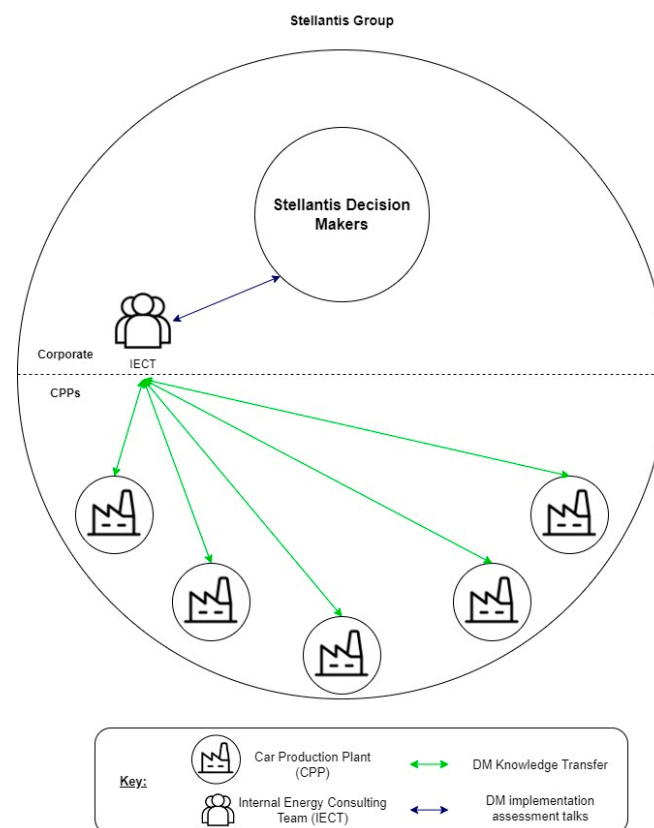 Stellantis Group
Stellantis Decision
Makers
Corporate
IECT
CPPs
Key:
Car Production Plant
(CPP)
DM Knowledge Transfer
Internal Energy Consulting
Team (IECT)
DM implementation
assessment talks